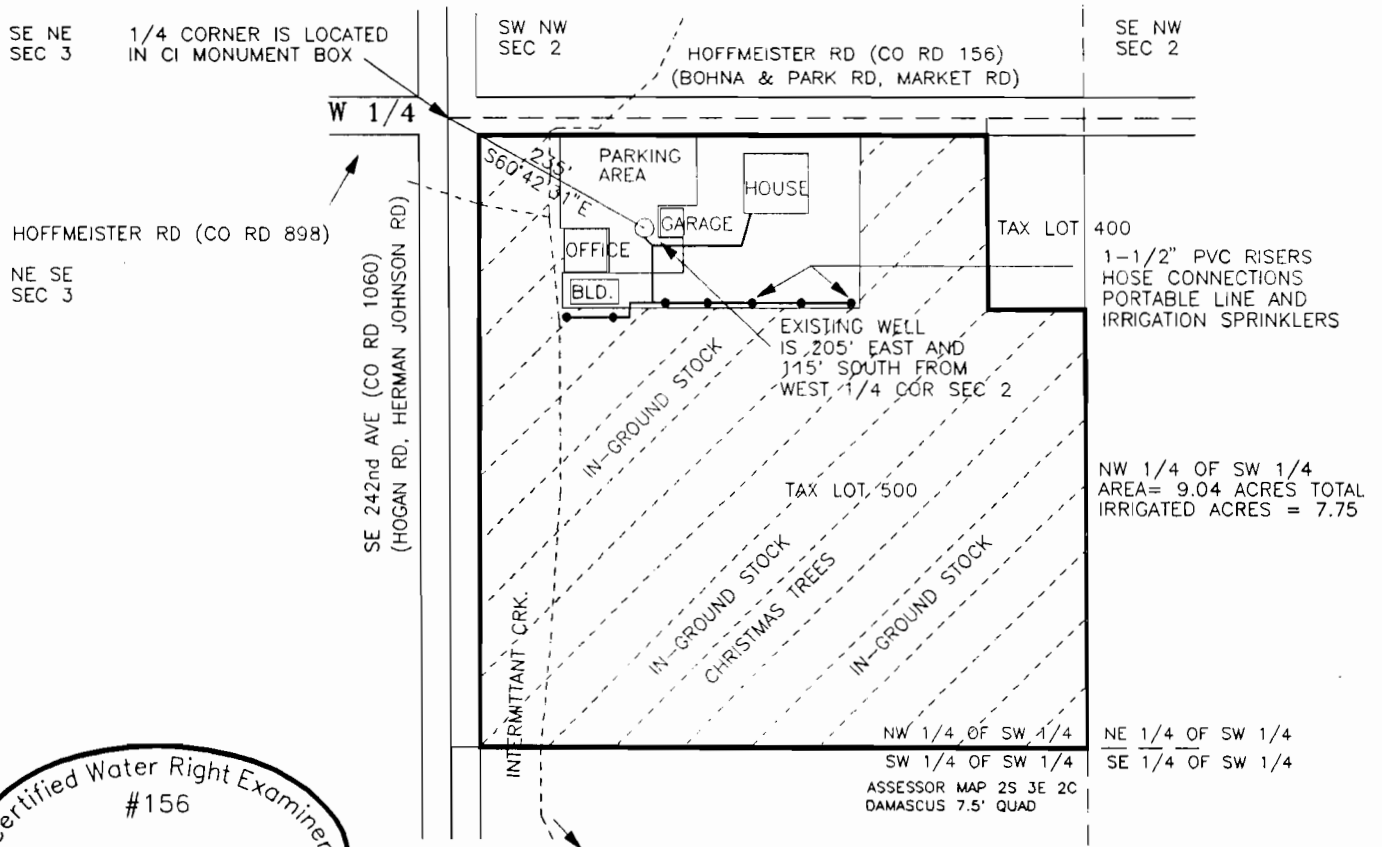 SE NE
SEC 3
1/4 CORNER IS LOCATED
IN CI MONUMENT BOX
SW NW
SEC 2
HOFFMEISTER RD (CO RD 156)
(BOHNA & PARK RD, MARKET RD)
SE NW
SEC 2
W 1/4
235'
S60°42'31"E
PARKING
AREA
HOUSE
GARAGE
OFFICE
BLD.
HOFFMEISTER RD (CO RD 898)
NE SE
SEC 3
TAX LOT 400
1-1/2" PVC RISERS
HOSE CONNECTIONS
PORTABLE LINE AND
IRRIGATION SPRINKLERS
EXISTING WELL
IS 205' EAST AND
115' SOUTH FROM
WEST 1/4 COR SEC 2
SE 242nd AVE (CO RD 1060)
(HOGAN RD, HERMAN JOHNSON RD)
IN-GROUND STOCK
TAX LOT 500
NW 1/4 OF SW 1/4
AREA= 9.04 ACRES TOTAL
IRRIGATED ACRES = 7.75
IN-GROUND STOCK
CHRISTMAS TREES
IN-GROUND STOCK
INTERMITTANT CRK.
NW 1/4 OF SW 1/4
NE 1/4 OF SW 1/4
SW 1/4 OF SW 1/4
SE 1/4 OF SW 1/4
ASSESSOR MAP 2S 3E 2C
DAMASCUS 7.5' QUAD
ertified Water Right Examiner
#156